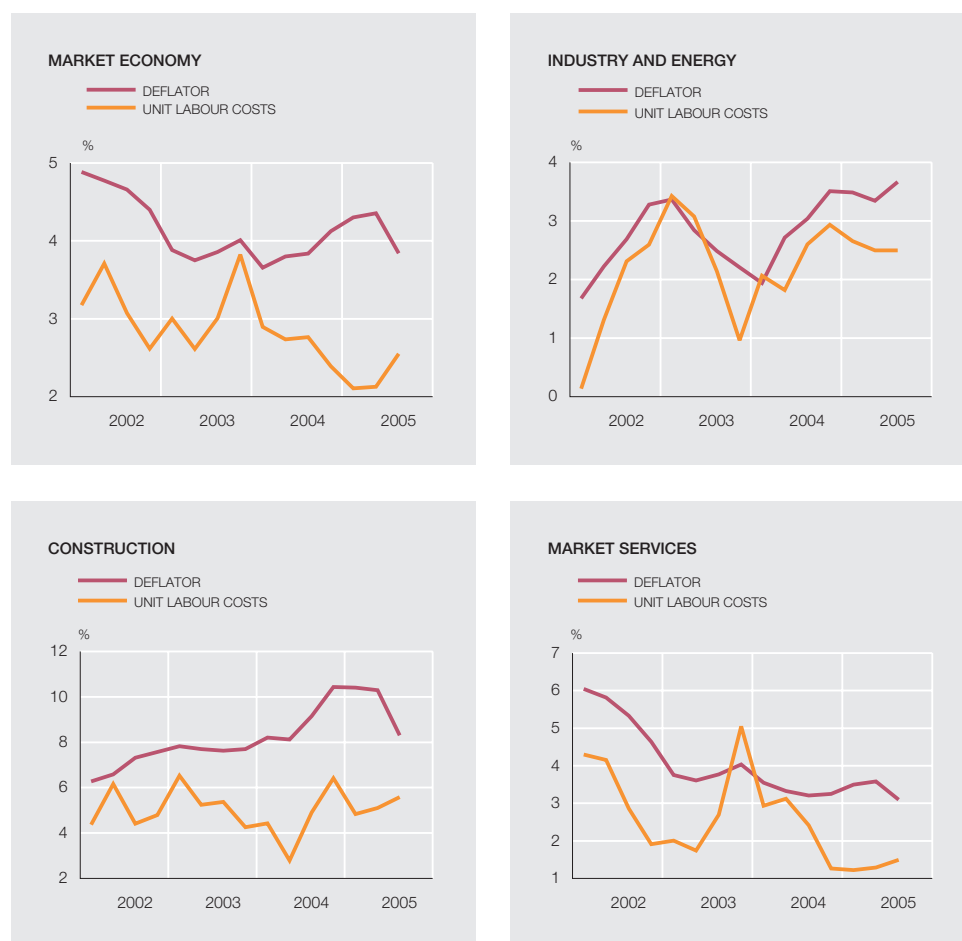 MARKET ECONOMY
DEFLATOR
UNIT LABOUR COSTS
%
5
4
3
2
2002 2003 2004 2005
INDUSTRY AND ENERGY
DEFLATOR
UNIT LABOUR COSTS
%
4
3
2
1
0
2002 2003 2004 2005
CONSTRUCTION
DEFLATOR
UNIT LABOUR COSTS
%
12
10
8
6
4
2
2002 2003 2004 2005
MARKET SERVICES
DEFLATOR
UNIT LABOUR COSTS
%
7
6
5
4
3
2
1
2002 2003 2004 2005